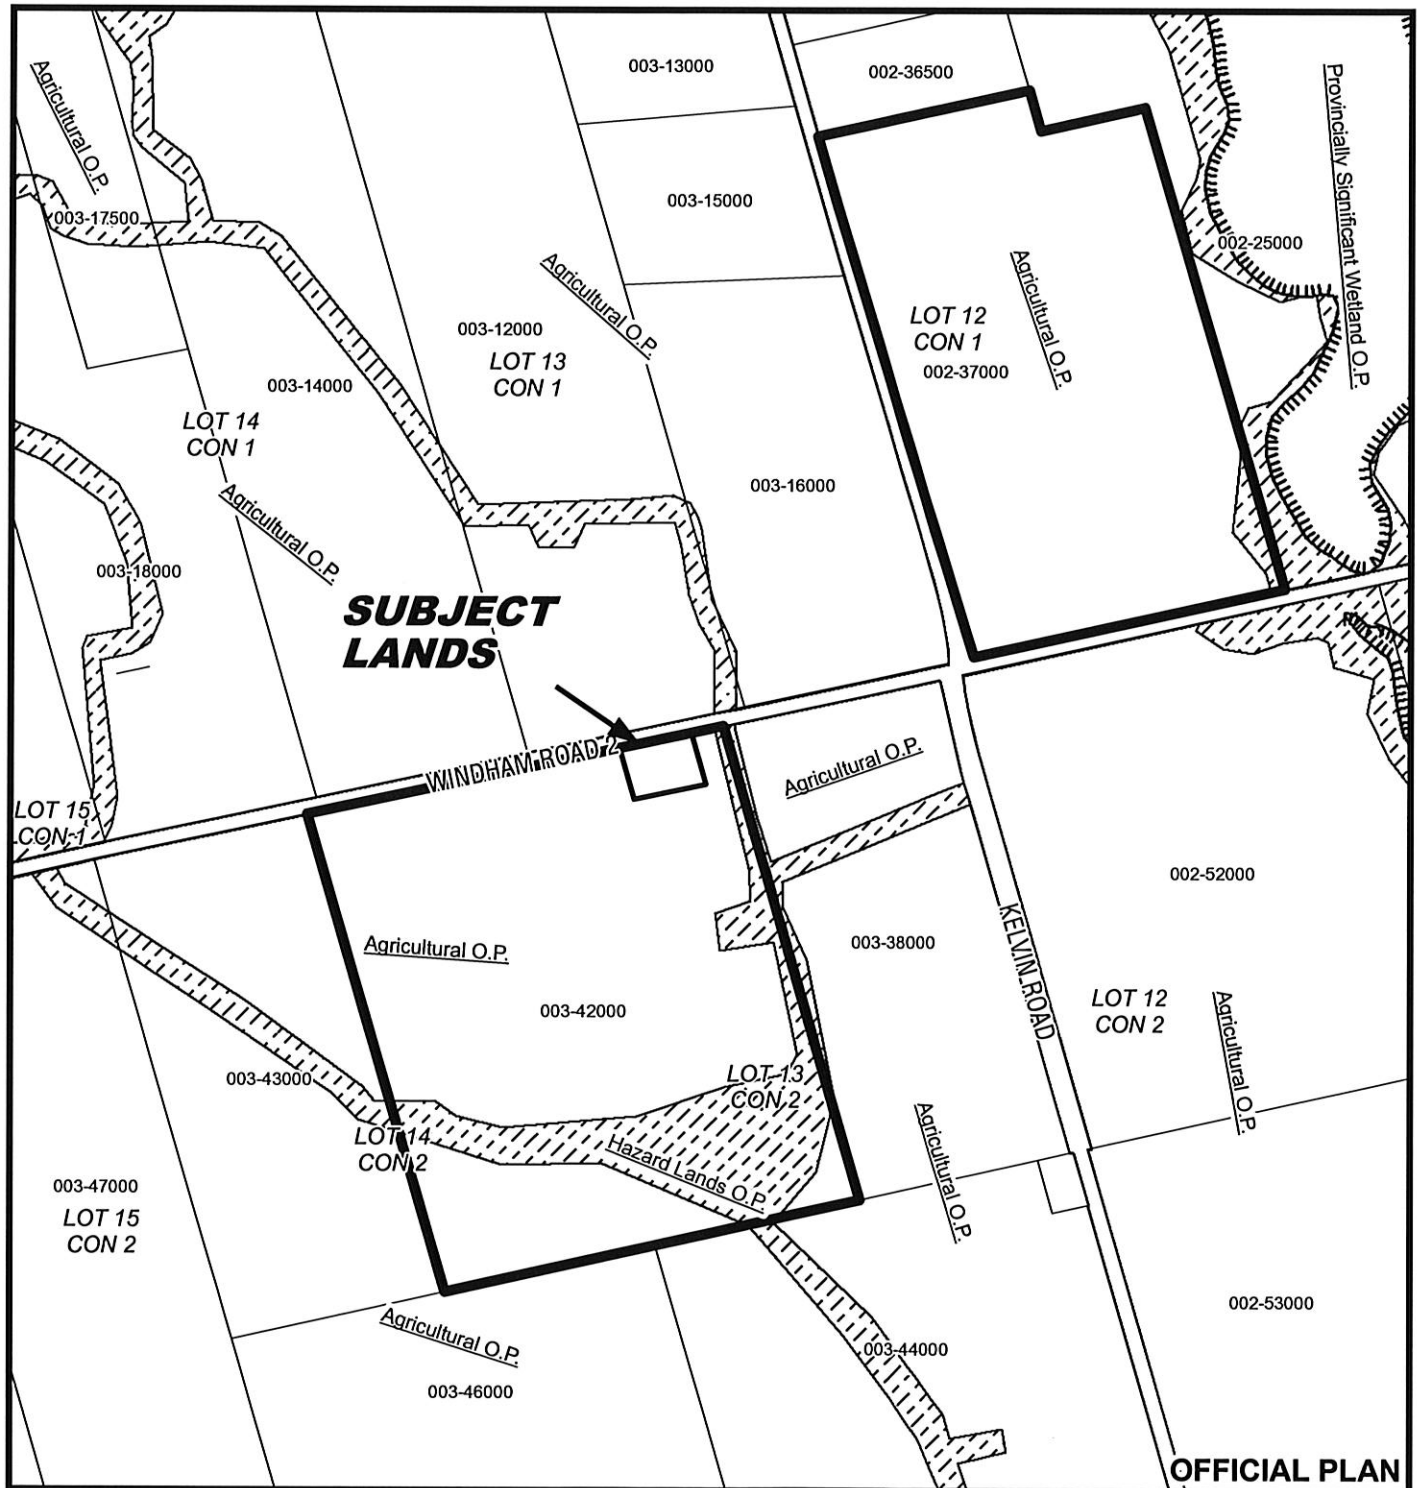 003-13000
002-36500
Agricultural O.P.
Provincially Significant Wetland O.P.
003-15000
003-17500
002-25000
Agricultural O.P.
Agricultural O.P.
LOT 12
CON 1
002-37000
003-12000
LOT 13
CON 1
003-14000
LOT 14
CON 1
003-16000
Agricultural O.P.
003-18000
SUBJECT
LANDS
WINDHAM ROAD 2
Agricultural O.P.
LOT 15
CON 1
002-52000
KELVIN ROAD
Agricultural O.P.
003-38000
003-42000
LOT 12
CON 2
Agricultural O.P.
003-43000
LOT 13
CON 2
LOT 14
CON 2
Hazard Lands O.P.
Agricultural O.P.
003-47000
LOT 15
CON 2
002-53000
Agricultural O.P.
003-44000
003-46000
OFFICIAL PLAN